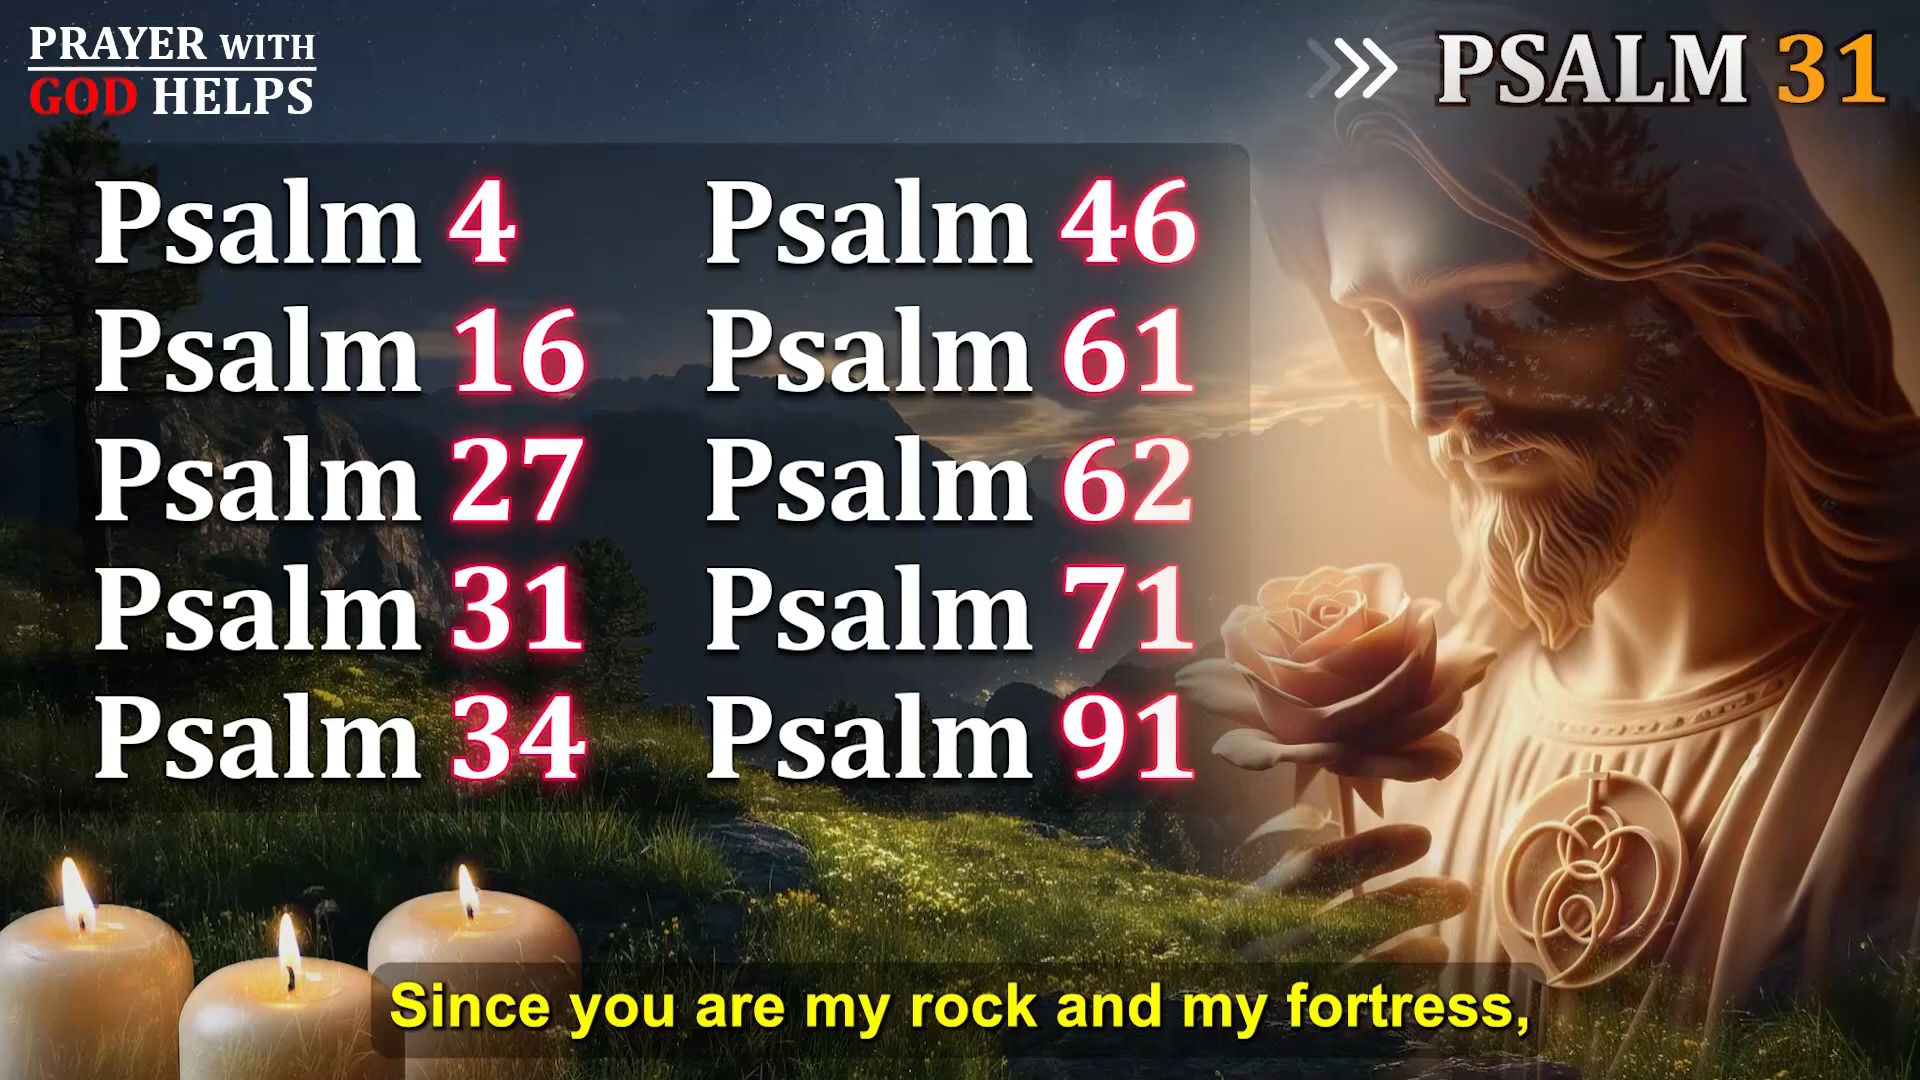 PRAYER WITH
GOD HELPS
PSALM 31
Psalm 4
Psalm 16
Psalm 27
Psalm 31
Psalm 34
Psalm 46
Psalm 61
Psalm 62
Psalm 71
Psalm 91
Since you are my rock and my fortress,